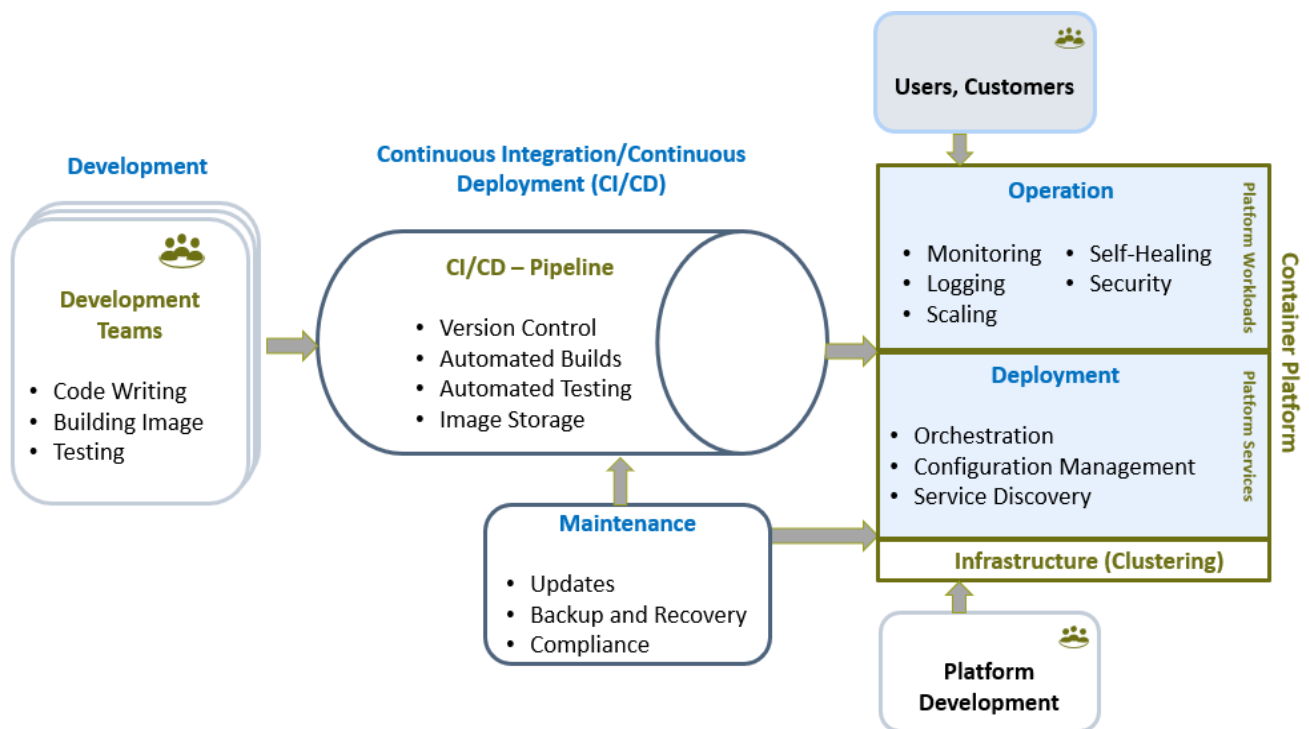 Users, Customers
Development
Continuous Integration/Continuous
Deployment (CI/CD)
Development
Teams
• Code Writing
• Building Image
• Testing
CI/CD – Pipeline
• Version Control
• Automated Builds
• Automated Testing
• Image Storage
Operation
• Monitoring
• Logging
• Scaling
• Self-Healing
• Security
Platform Workloads
Deployment
• Orchestration
• Configuration Management
• Service Discovery
Platform Services
Container Platform
Infrastructure (Clustering)
Maintenance
• Updates
• Backup and Recovery
• Compliance
Platform
Development